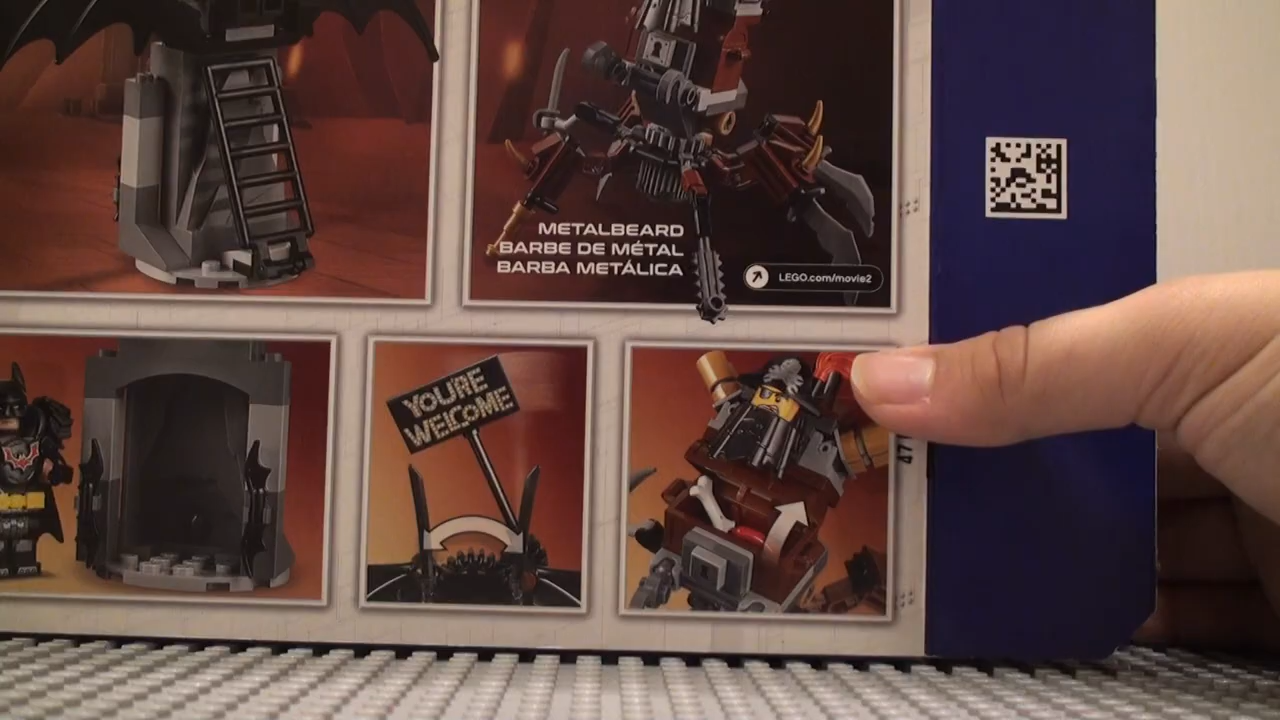 METALBEARD
BARBE DE MÉTAL
BARBA METÁLICA
LEGO.com/movie2
YOU'RE
WELCOME